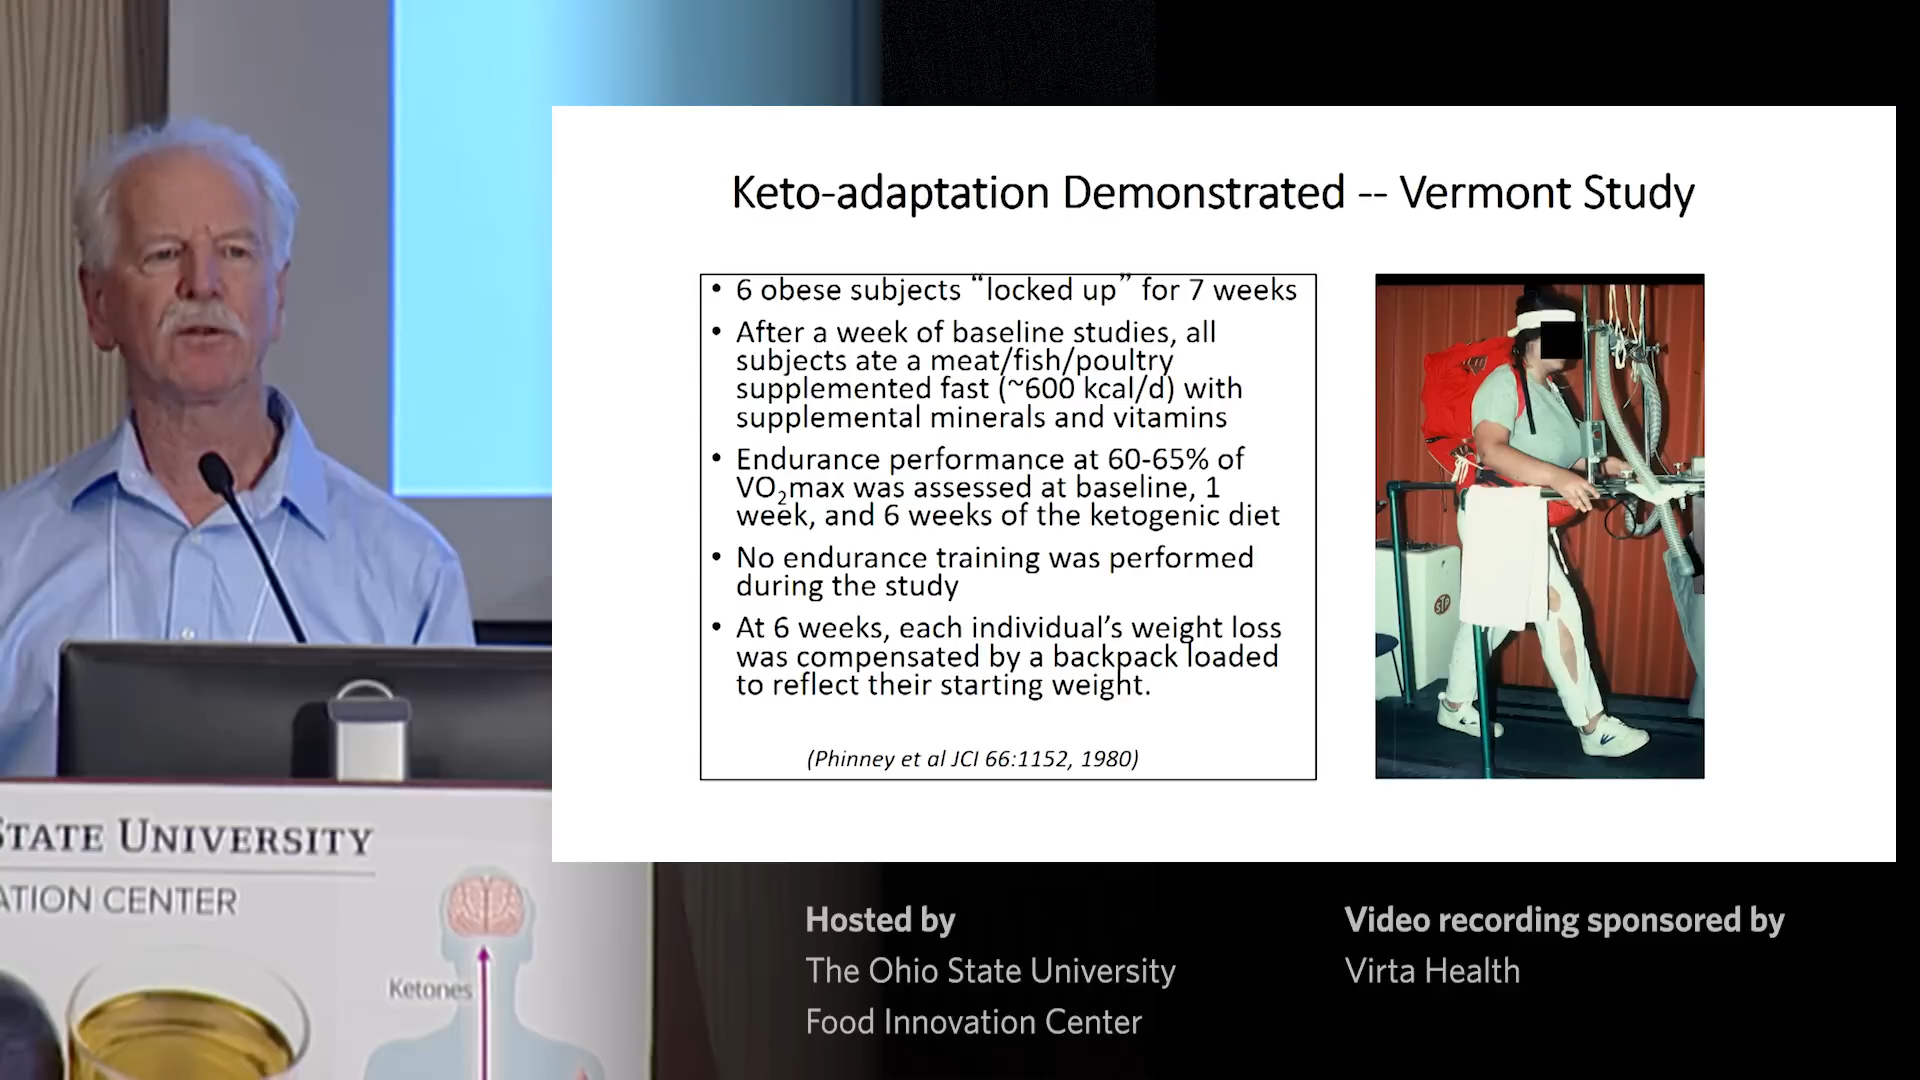 Keto-adaptation Demonstrated -- Vermont Study
• 6 obese subjects “locked up” for 7 weeks
• After a week of baseline studies, all
subjects ate a meat/fish/poultry
supplemented fast (~600 kcal/d) with
supplemental minerals and vitamins
• Endurance performance at 60-65% of
VO₂max was assessed at baseline, 1
week, and 6 weeks of the ketogenic diet
• No endurance training was performed
during the study
• At 6 weeks, each individual’s weight loss
was compensated by a backpack loaded
to reflect their starting weight.
(Phinney et al JCI 66:1152, 1980)
STP
STATE UNIVERSITY
ATION CENTER
Ketones
Hosted by
The Ohio State University
Food Innovation Center
Video recording sponsored by
Virta Health